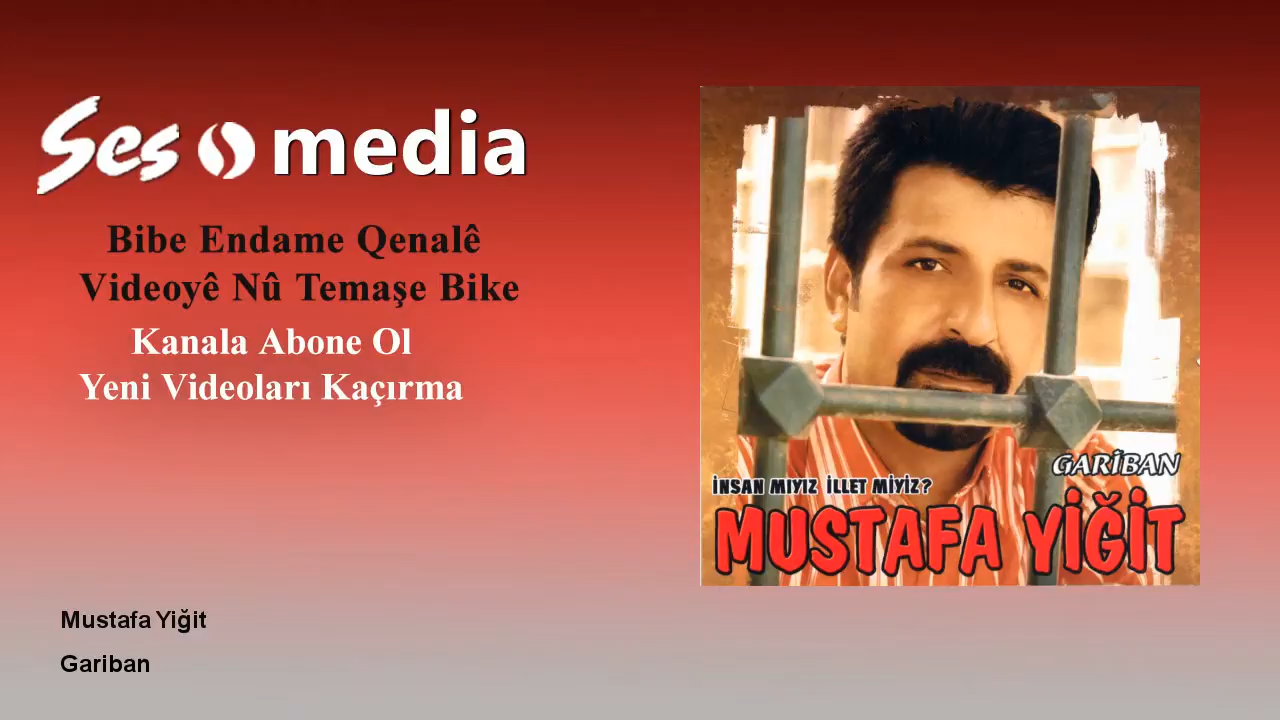 Ses media
Bibe Endame Qenalê
Videoyê Nû Temaşe Bike
Kanala Abone Ol
Yeni Videoları Kaçırma
GARİBAN
İNSAN MIYIZ İLLET MİYİZ?
MUSTAFA YİĞİT
Mustafa Yiğit
Gariban